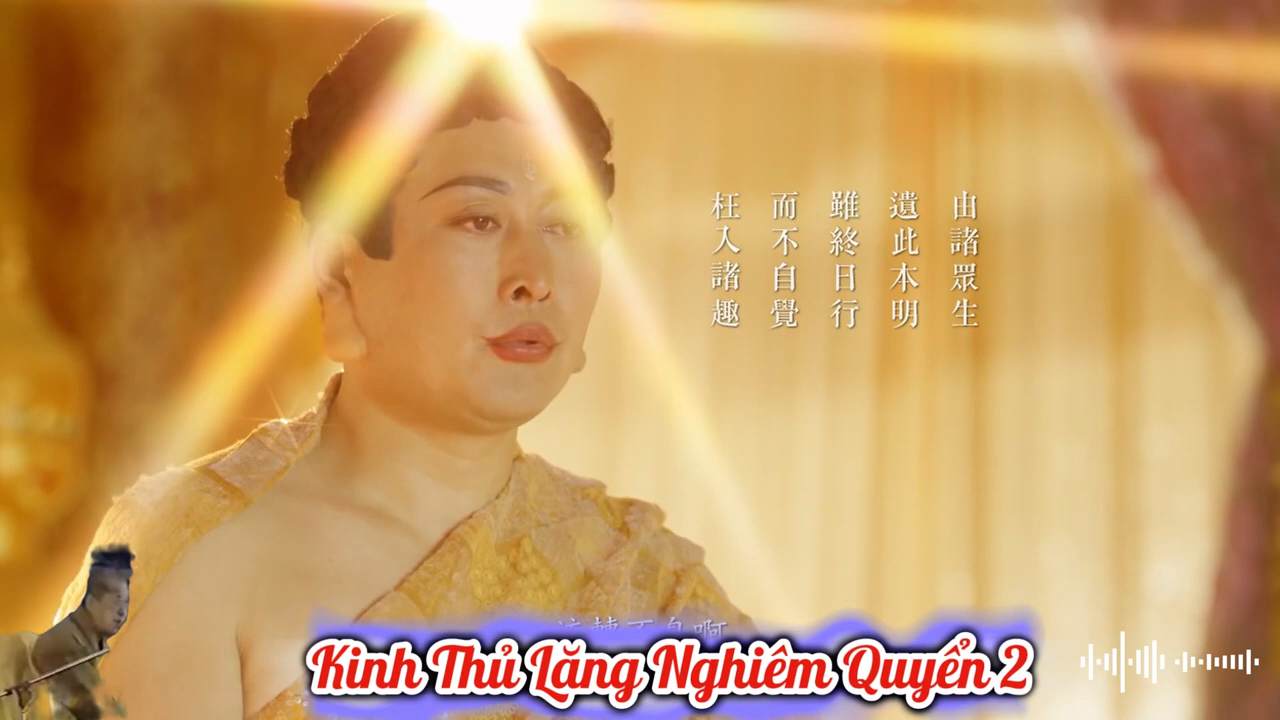 由諸眾生
遺此本明
雖終日行
而不自覺
枉入諸趣
Kinh Thủ Lăng Nghiêm Quyển 2